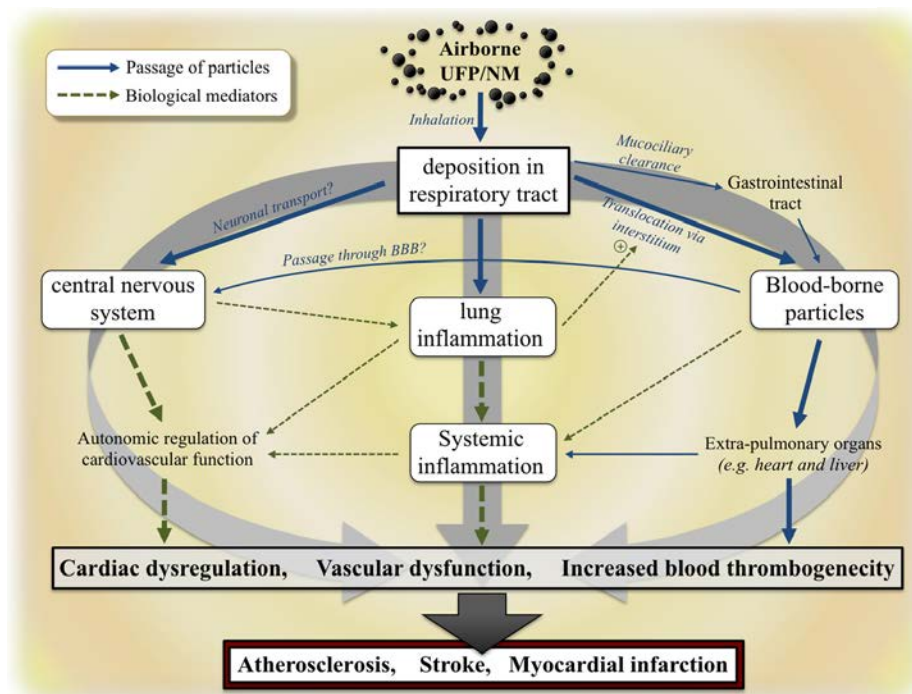 Airborne
UFP/NM
Passage of particles
Biological mediators
Inhalation
deposition in
respiratory tract
Mucociliary
clearance
Gastrointestinal
tract
Neuronal transport?
Translocation via
interstitium
Passage through BBB?
central nervous
system
lung
inflammation
Blood-borne
particles
Autonomic regulation of
cardiovascular function
Systemic
inflammation
Extra-pulmonary organs
(e.g. heart and liver)
Cardiac dysregulation, Vascular dysfunction, Increased blood thrombogenecity
Atherosclerosis, Stroke, Myocardial infarction